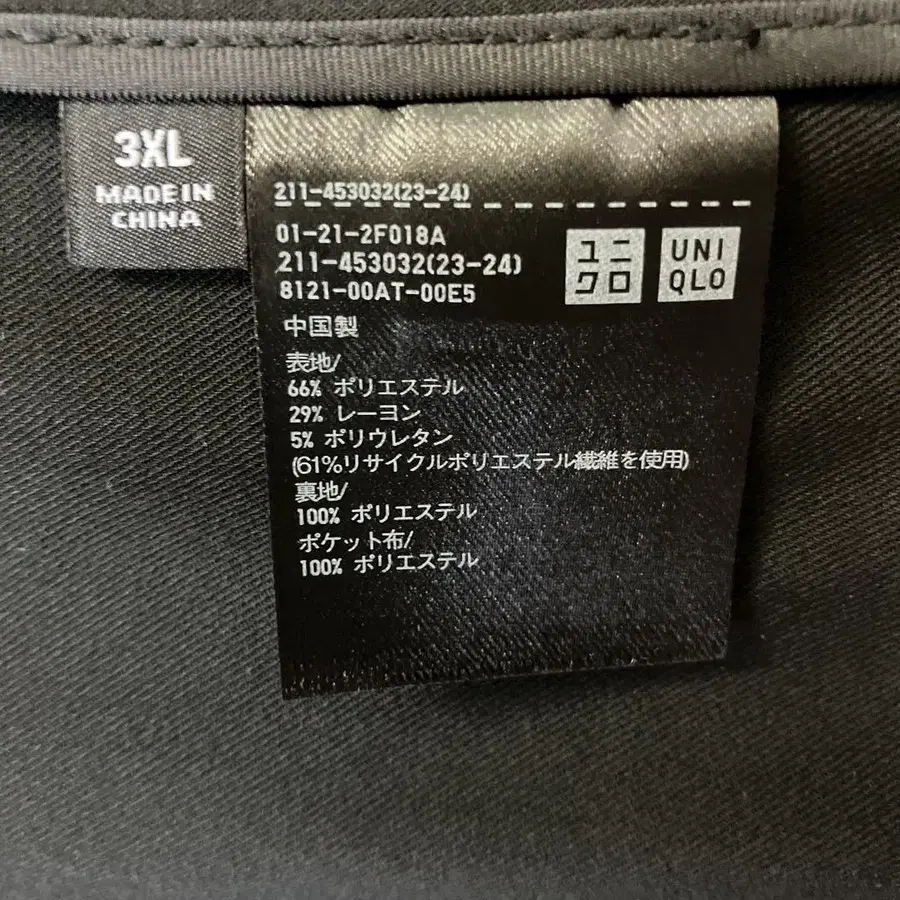 3XL
MADE IN
CHINA
211-453032(23-24)
01-21-2F018A
211-453032(23-24)
8121-00AT-00E5
ユニ
クロ
UNI
QLO
中国製
表地/
66% ポリエステル
29% レーヨン
5% ポリウレタン
(61%リサイクルポリエステル繊維を使用)
裏地/
100% ポリエステル
ポケット布/
100% ポリエステル